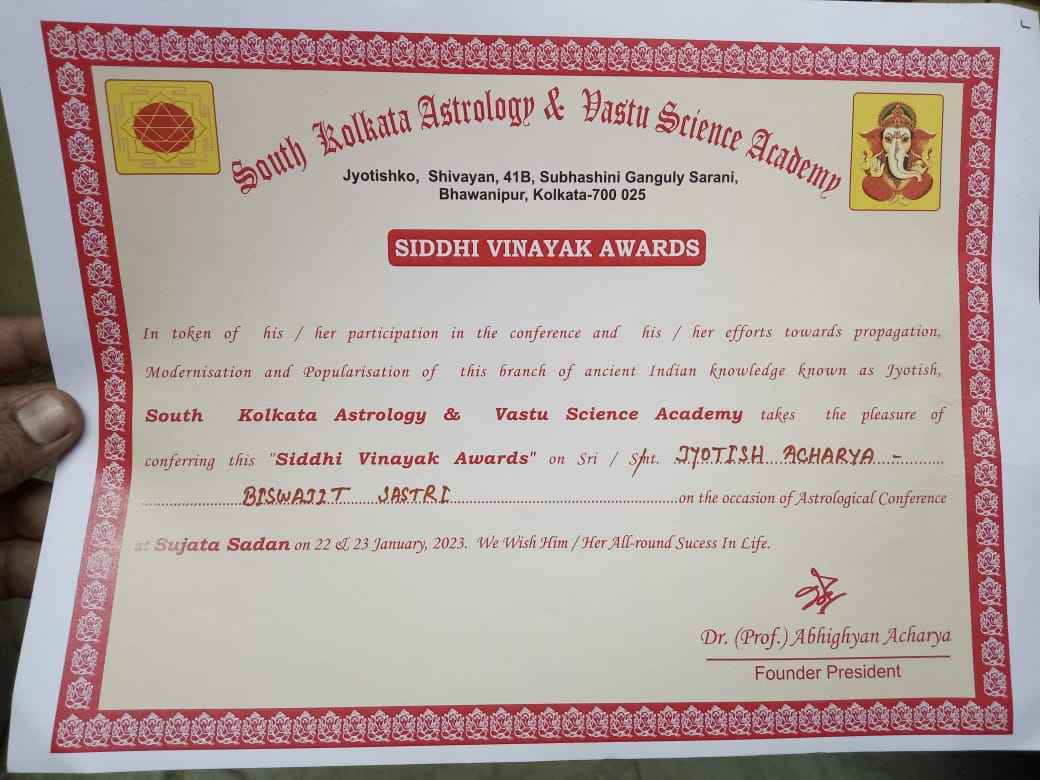 South Kolkata Astrology & Vastu Science Academy
Jyotishko, Shivayan, 41B, Subhashini Ganguly Sarani,
Bhawanipur, Kolkata-700 025
SIDDHI VINAYAK AWARDS
In token of his / her participation in the conference and his / her efforts towards propagation,
Modernisation and Popularisation of this branch of ancient Indian knowledge known as Jyotish,
South Kolkata Astrology & Vastu Science Academy takes the pleasure of
conferring this "Siddhi Vinayak Awards" on Sri / Smt. JYOTISH ACHARYA -
BISWAJIT SASTRI on the occasion of Astrological Conference
at Sujata Sadan on 22 & 23 January, 2023. We Wish Him / Her All-round Sucess In Life.
Dr. (Prof.) Abhighyan Acharya
Founder President